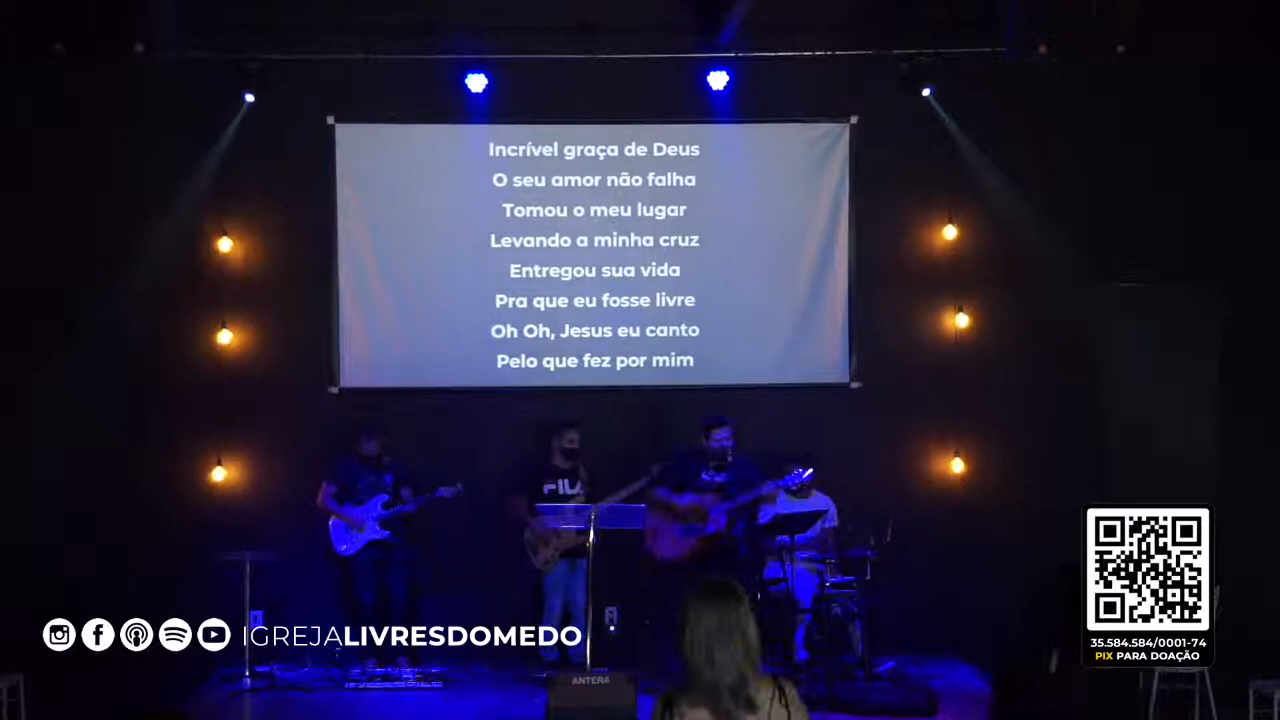 Incrível graça de Deus
O seu amor não falha
Tomou o meu lugar
Levando a minha cruz
Entregou sua vida
Pra que eu fosse livre
Oh Oh, Jesus eu canto
Pelo que fez por mim
FILA
IGREJALIVRESDOMEDO
ANTERA
35.584.584/0001-74
PIX PARA DOAÇÃO